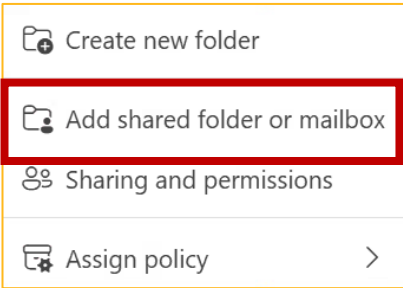 Create new folder
Add shared folder or mailbox
Sharing and permissions
Assign policy